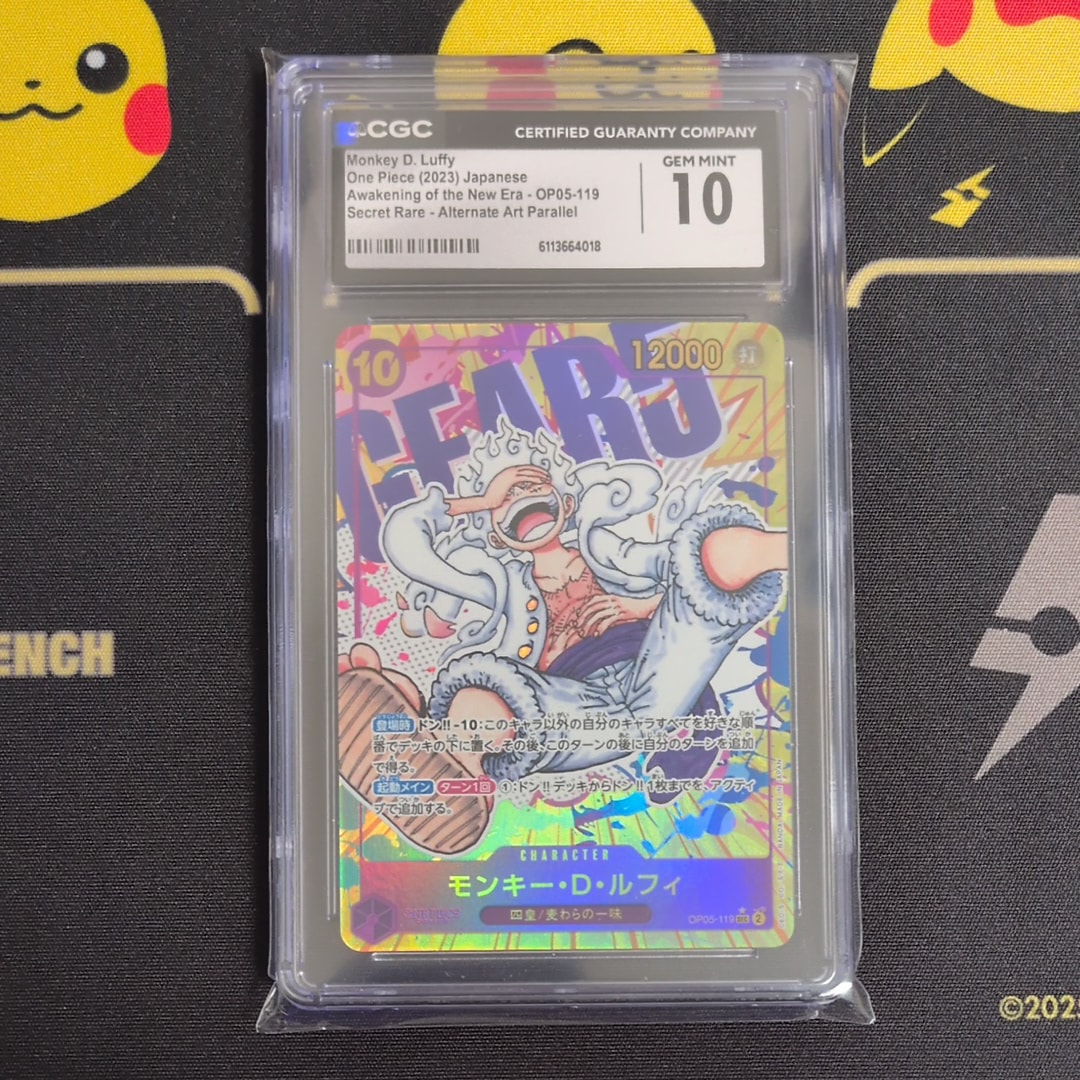 CGC
CERTIFIED GUARANTY COMPANY
Monkey D. Luffy
One Piece (2023) Japanese
Awakening of the New Era - OP05-119
Secret Rare - Alternate Art Parallel
GEM MINT
10
6113664018
10
12000
打
GEAR5
ENCH
登場時 ドン!!-10:このキャラ以外の自分のキャラすべてを好きな順
番でデッキの下に置く。その後、このターンの後に自分のターンを追加
で得る。
起動メイン ターン1回 ①:ドン!!デッキからドン!!1枚までを、アクティ
ブで追加する。
CHARACTER
モンキー・D・ルフィ
四皇/麦わらの一味
OP05-119 SEC 2
©202